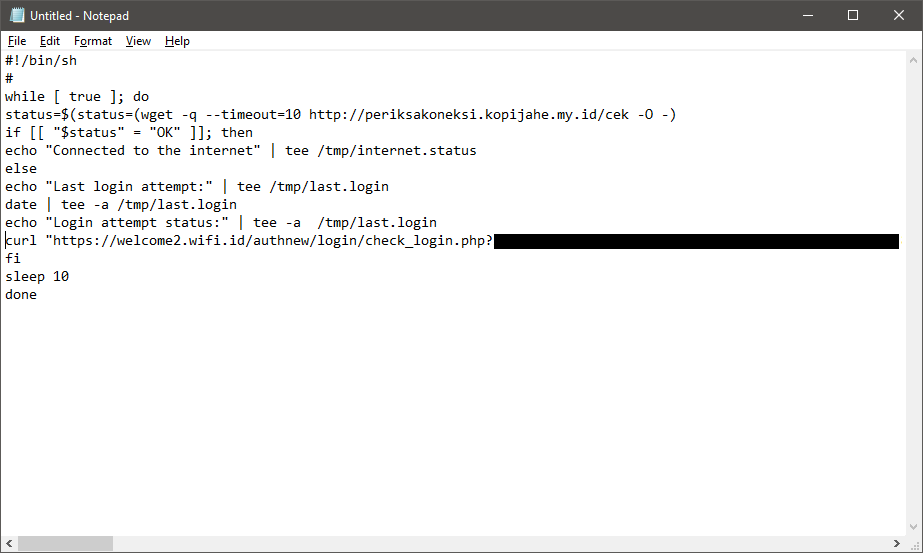 Untitled - Notepad
File Edit Format View Help
#!/bin/sh
#
while [ true ]; do
status=$(status=(wget -q --timeout=10 http://periksakoneksi.kopijahe.my.id/cek -O -)
if [[ "$status" = "OK" ]]; then
echo "Connected to the internet" | tee /tmp/internet.status
else
echo "Last login attempt:" | tee /tmp/last.login
date | tee -a /tmp/last.login
echo "Login attempt status:" | tee -a  /tmp/last.login
curl "https://welcome2.wifi.id/authnew/login/check_login.php?
fi
sleep 10
done